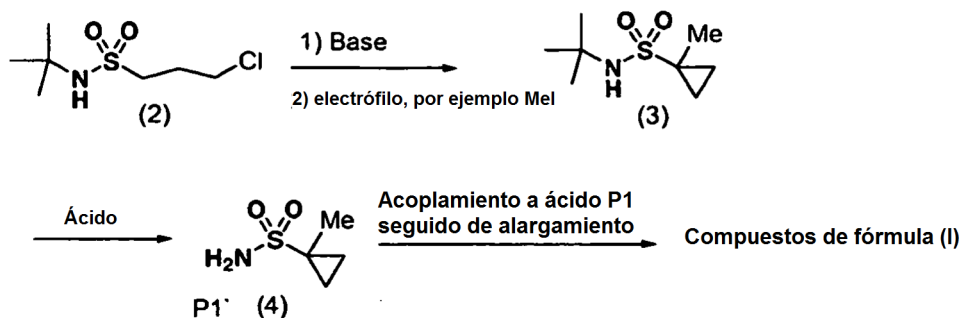 O O
S
N
H
Cl
(2)
1) Base
2) electrófilo, por ejemplo MeI
O O
S
Me
N
H
(3)
Ácido
O O
S
Me
H₂N
P1' (4)
Acoplamiento a ácido P1
seguido de alargamiento
Compuestos de fórmula (I)